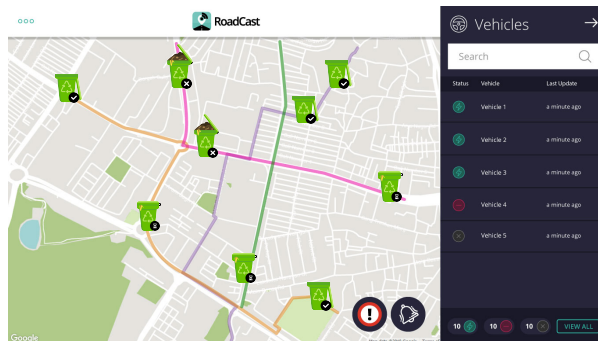 RoadCast
Vehicles
Search
Status Vehicle Last Update
Vehicle 1 a minute ago
Vehicle 2 a minute ago
Vehicle 3 a minute ago
Vehicle 4 a minute ago
Vehicle 5 a minute ago
10 10 10 VIEW ALL
Google